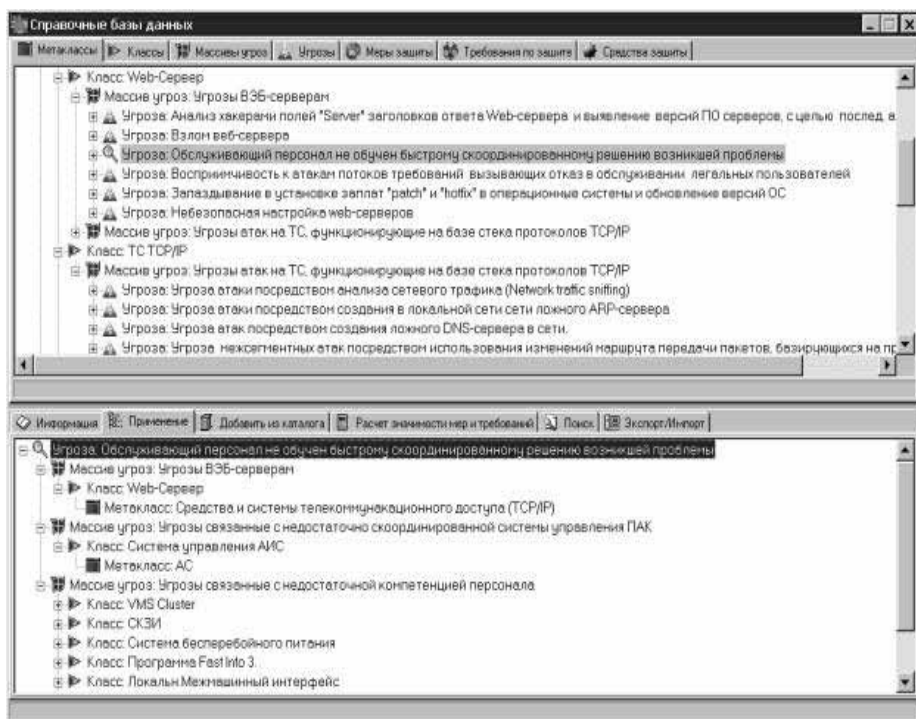 Справочные базы данных
Метаклассы Классы Массивы угроз Угрозы Меры защиты Требования по защите Средства защиты
Класс: Web-Сервер
Массив угроз: Угрозы ВЭБ-серверам
Угроза: Анализ хакерами полей "Server" заголовков ответа Web-сервера и выявление версий ПО серверов, с целью послед. а
Угроза: Взлом веб-сервера
Угроза: Обслуживающий персонал не обучен быстрому скоординированному решению возникшей проблемы
Угроза: Восприимчивость к атакам потоков требований вызывающих отказ в обслуживании легальных пользователей
Угроза: Запаздывание в установке заплат "patch" и "hotfix" в операционные системы и обновление версий ОС
Угроза: Небезопасная настройка web-серверов
Массив угроз: Угрозы атак на ТС, функционирующие на базе стека протоколов TCP/IP
Класс: ТС TCP/IP
Массив угроз: Угрозы атак на ТС, функционирующие на базе стека протоколов TCP/IP
Угроза: Угроза атаки посредством анализа сетевого трафика (Network traffic sniffing)
Угроза: Угроза атаки посредством создания в локальной сети сети ложного ARP-сервера
Угроза: Угроза атак посредством создания ложного DNS-сервера в сети.
Угроза: Угроза межсегментных атак посредством использования изменений маршрута передачи пакетов, базирующихся на пр
Информация Применение Добавить из каталога Расчет значимости мер и требований Поиск Экспорт/Импорт
Угроза: Обслуживающий персонал не обучен быстрому скоординированному решению возникшей проблемы
Массив угроз: Угрозы ВЭБ-серверам
Класс: Web-Сервер
Метакласс: Средства и системы телекоммунакационного доступа (TCP/IP)
Массив угроз: Угрозы связанные с недостаточно скоординированной системы управления ПАК
Класс: Система управления АИС
Метакласс: АС
Массив угроз: Угрозы связанные с недостаточной компетенцией персонала
Класс: VMS Cluster
Класс: СКЗИ
Класс: Система бесперебойного питания
Класс: Программа Fast Into 3.
Класс: Локальн.Межмашинный интерфейс